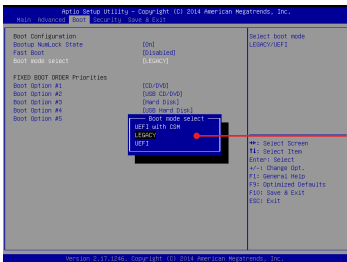 Aptio Setup Utility – Copyright (C) 2014 American Megatrends, Inc.
Main Advanced Boot Security Save & Exit
Boot Configuration
Bootup NumLock State [On]
Fast Boot [Disabled]
Boot mode select [LEGACY]
FIXED BOOT ORDER Priorities
Boot Option #1 [CD/DVD]
Boot Option #2 [USB CD/DVD]
Boot Option #3 [Hard Disk]
Boot Option #4 [USB Hard Disk]
Boot Option #5
Boot mode select
UEFI with CSM
LEGACY
UEFI
Select boot mode
LEGACY/UEFI
→←: Select Screen
↑↓: Select Item
Enter: Select
+/-: Change Opt.
F1: General Help
F9: Optimized Defaults
F10: Save & Exit
ESC: Exit
Version 2.17.1246. Copyright (C) 2014 American Megatrends, Inc.